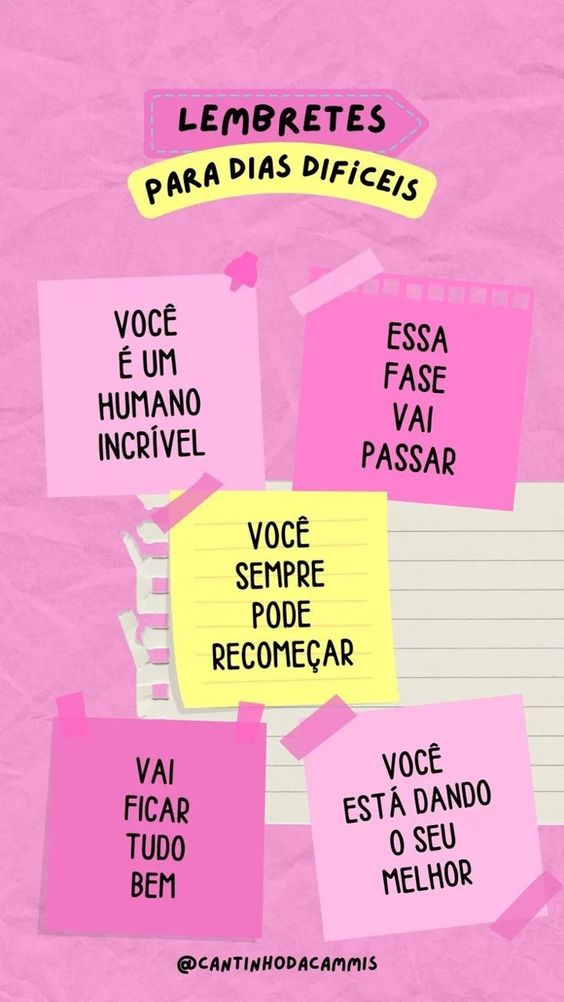 LEMBRETES
PARA DIAS DIFÍCEIS
VOCÊ
É UM
HUMANO
INCRÍVEL
ESSA
FASE
VAI
PASSAR
VOCÊ
SEMPRE
PODE
RECOMEÇAR
VAI
FICAR
TUDO
BEM
VOCÊ
ESTÁ DANDO
O SEU
MELHOR
@CANTINHODACAMMIS